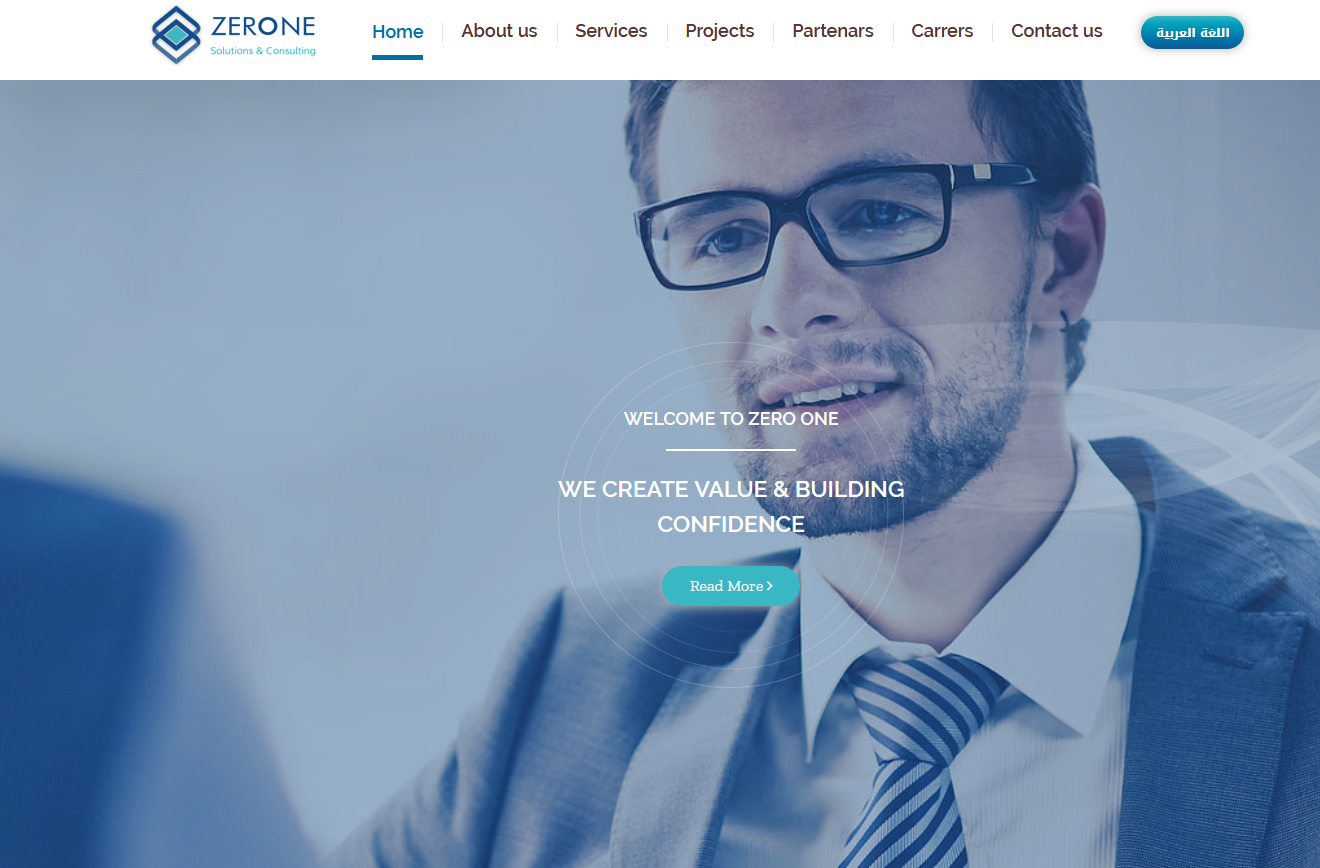 ZERONE
Solutions & Consulting
Home
About us
Services
Projects
Partenars
Carrers
Contact us
اللغة العربية
WELCOME TO ZERO ONE
WE CREATE VALUE & BUILDING
CONFIDENCE
Read More